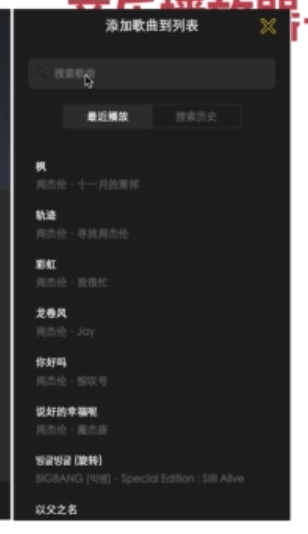 添加歌曲到列表
搜索歌曲
最近播放
搜索历史
枫
周杰伦 · 十一月的萧邦
轨迹
周杰伦 · 寻找周杰伦
彩虹
周杰伦 · 我很忙
龙卷风
周杰伦 · Jay
你好吗
周杰伦 · 惊叹号
说好的幸福呢
周杰伦 · 魔杰座
빙글빙글 (旋转)
BIGBANG (빅뱅) · Special Edition : Still Alive
以父之名